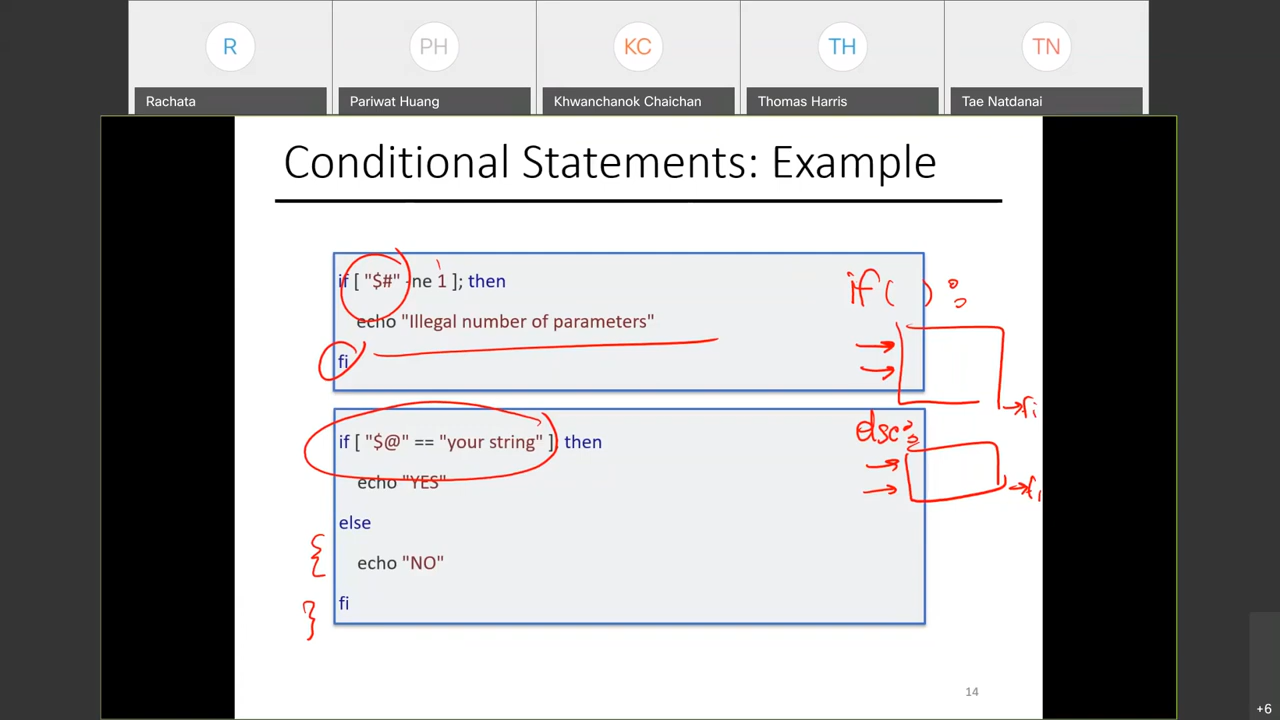 R PH KC TH TN
Rachata Pariwat Huang Khwanchanok Chaichan Thomas Harris Tae Natdanai
Conditional Statements: Example
if [ "$#" -ne 1 ]; then
echo "Illegal number of parameters"
fi
if ( ) :
→ fi
if [ "$@" == "your string" ]; then
echo "YES"
else
echo "NO"
fi
else:
→ fi
{
}
14
+6